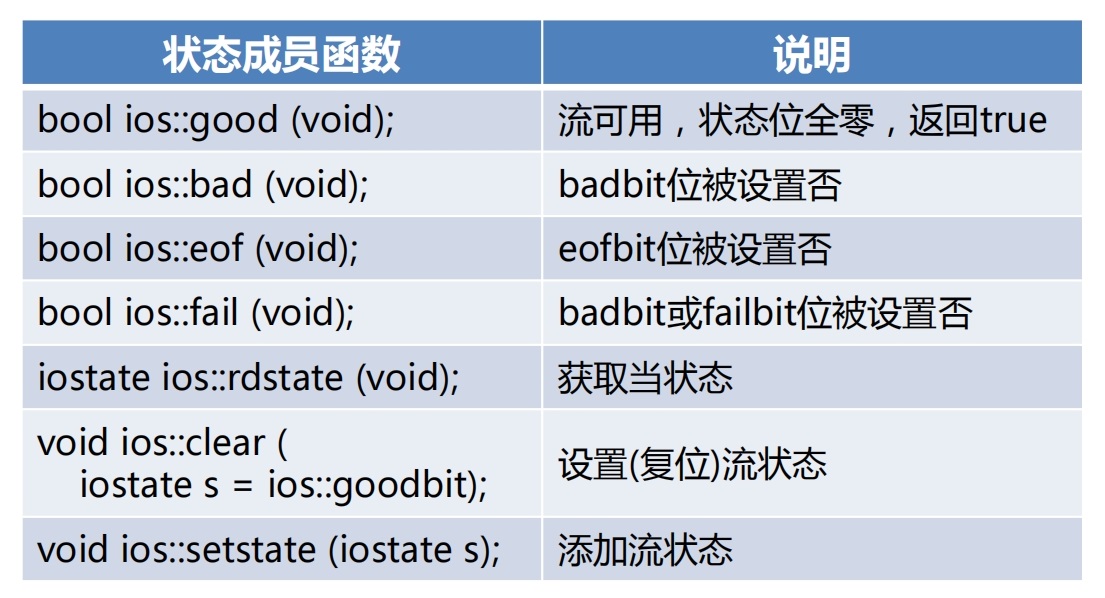 状态成员函数 说明
bool ios::good (void); 流可用，状态位全零，返回true
bool ios::bad (void); badbit位被设置否
bool ios::eof (void); eofbit位被设置否
bool ios::fail (void); badbit或failbit位被设置否
iostate ios::rdstate (void); 获取当状态
void ios::clear (
iostate s = ios::goodbit); 设置(复位)流状态
void ios::setstate (iostate s); 添加流状态